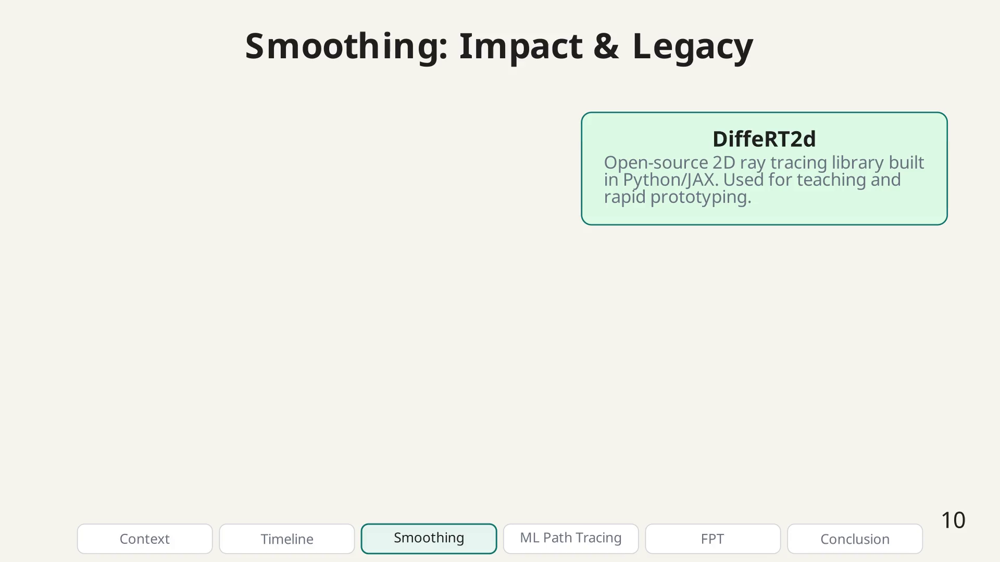 Smoothing: Impact & Legacy
DiffeRT2d
Open-source 2D ray tracing library built
in Python/JAX. Used for teaching and
rapid prototyping.
10
Context
Timeline
Smoothing
ML Path Tracing
FPT
Conclusion